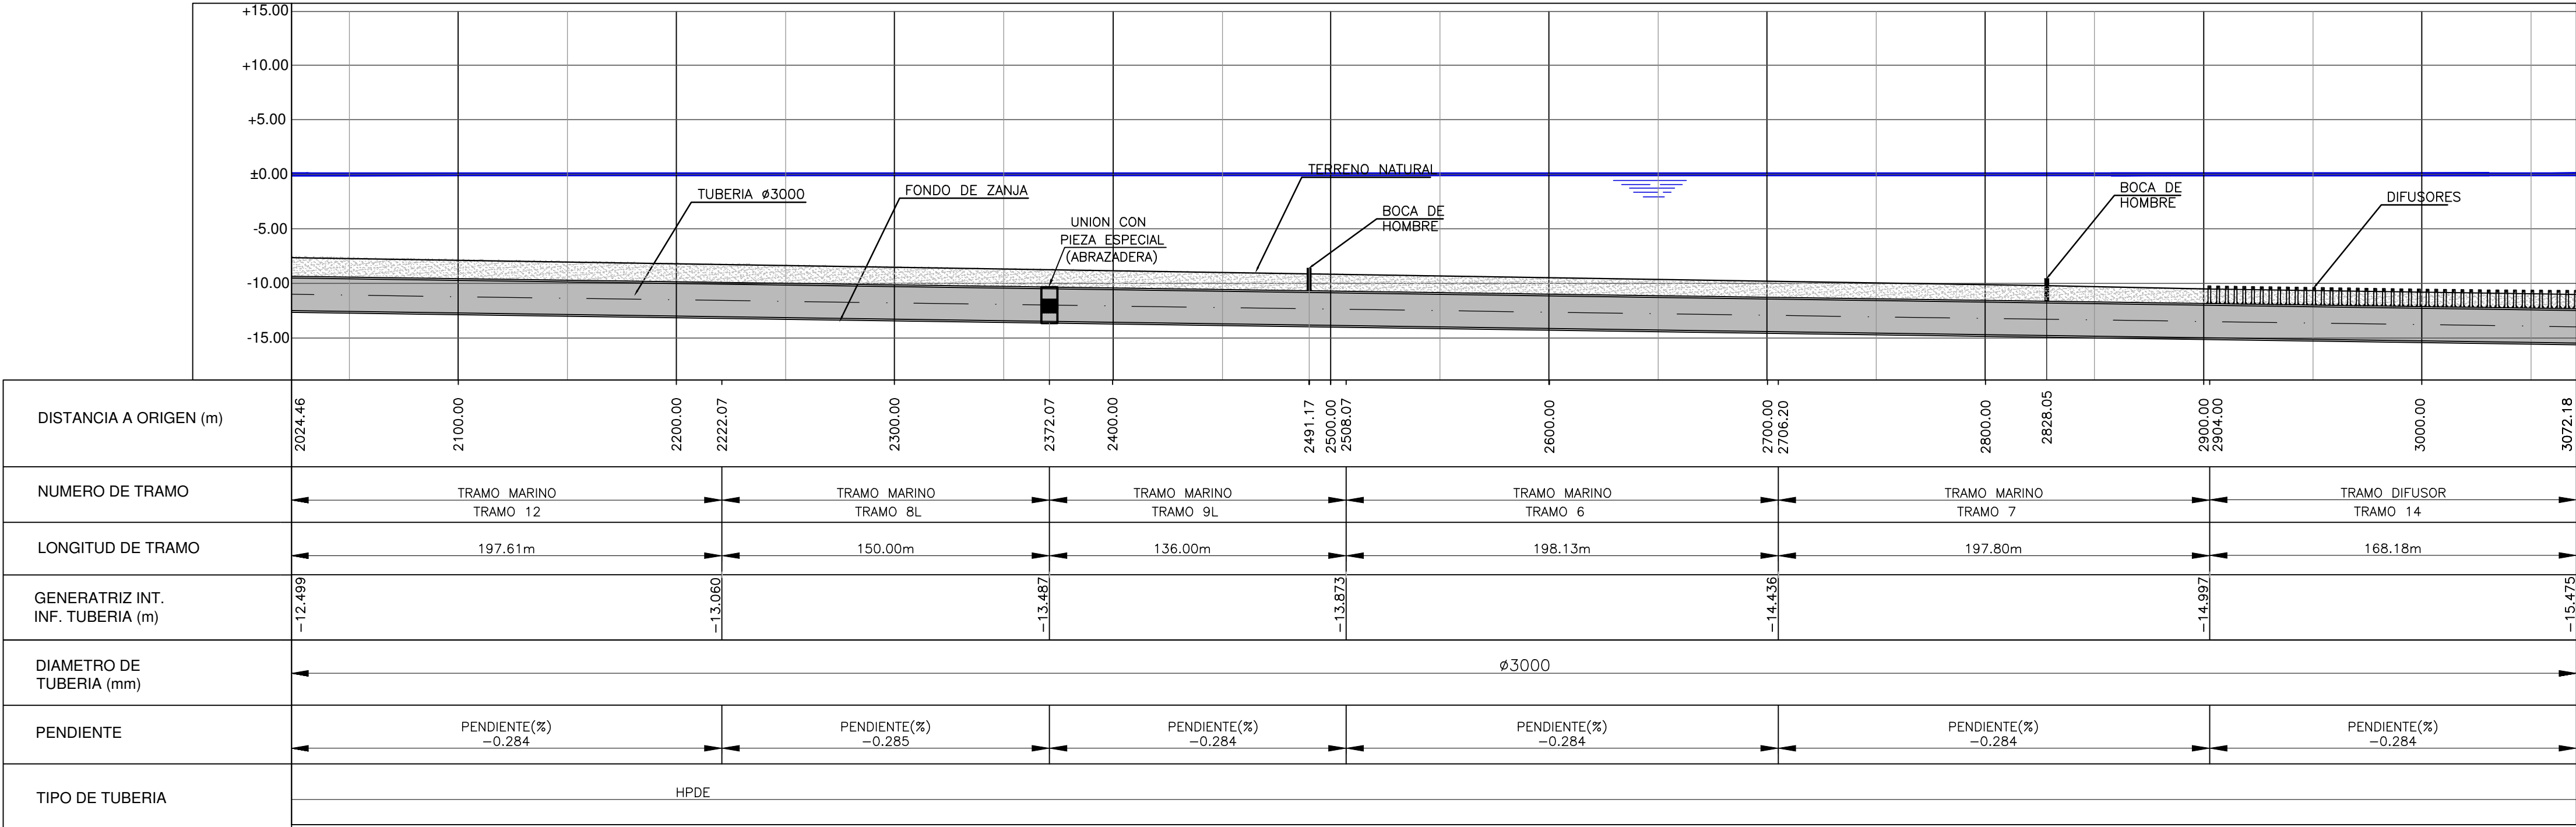 +15.00
+10.00
+5.00
±0.00
-5.00
-10.00
-15.00
TUBERIA ø3000
FONDO DE ZANJA
UNION CON
PIEZA ESPECIAL
(ABRAZADERA)
TERRENO NATURAL
BOCA DE
HOMBRE
BOCA DE
HOMBRE
DIFUSORES
DISTANCIA A ORIGEN (m)
2024.46
2100.00
2200.00
2222.07
2300.00
2372.07
2400.00
2491.17
2500.00
2508.07
2600.00
2700.00
2706.20
2800.00
2828.05
2900.00
2904.00
3000.00
3072.18
NUMERO DE TRAMO
TRAMO MARINO
TRAMO 12
TRAMO MARINO
TRAMO 8L
TRAMO MARINO
TRAMO 9L
TRAMO MARINO
TRAMO 6
TRAMO MARINO
TRAMO 7
TRAMO DIFUSOR
TRAMO 14
LONGITUD DE TRAMO
197.61m
150.00m
136.00m
198.13m
197.80m
168.18m
GENERATRIZ INT.
INF. TUBERIA (m)
-12.499
-13.060
-13.487
-13.873
-14.436
-14.997
-15.475
DIAMETRO DE
TUBERIA (mm)
ø3000
PENDIENTE
PENDIENTE(%)
-0.284
PENDIENTE(%)
-0.285
PENDIENTE(%)
-0.284
PENDIENTE(%)
-0.284
PENDIENTE(%)
-0.284
PENDIENTE(%)
-0.284
TIPO DE TUBERIA
HPDE